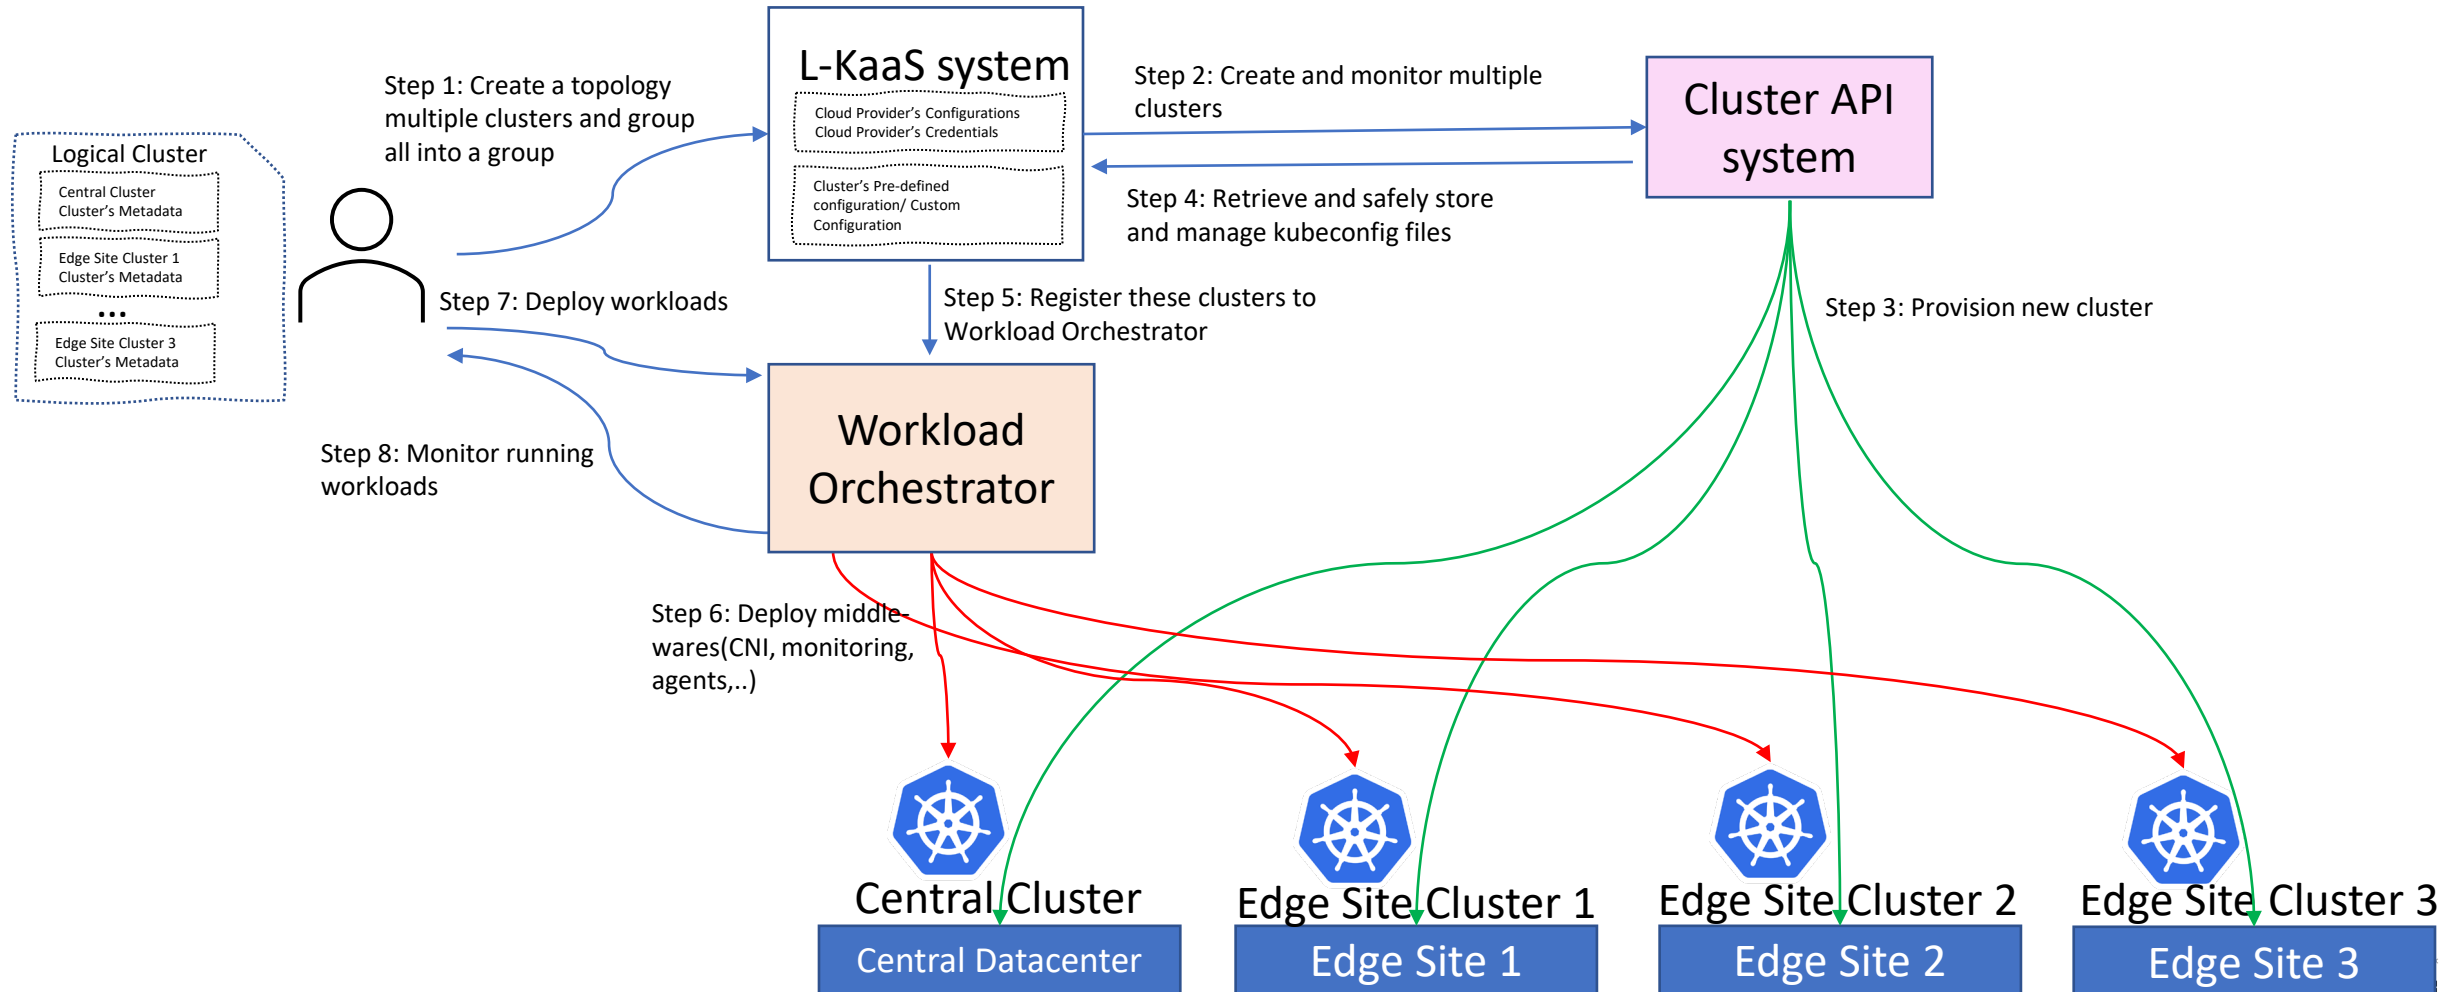 L-KaaS system
Cloud Provider's Configurations
Cloud Provider's Credentials
Cluster's Pre-defined
configuration/ Custom
Configuration
Step 1: Create a topology
multiple clusters and group
all into a group
Step 2: Create and monitor multiple
clusters
Cluster API
system
Logical Cluster
Central Cluster
Cluster's Metadata
Edge Site Cluster 1
Cluster's Metadata
...
Edge Site Cluster 3
Cluster's Metadata
Step 4: Retrieve and safely store
and manage kubeconfig files
Step 7: Deploy workloads
Step 5: Register these clusters to
Workload Orchestrator
Step 3: Provision new cluster
Workload
Orchestrator
Step 8: Monitor running
workloads
Step 6: Deploy middle-
wares(CNI, monitoring,
agents,..)
Central Cluster
Edge Site Cluster 1
Edge Site Cluster 2
Edge Site Cluster 3
Central Datacenter
Edge Site 1
Edge Site 2
Edge Site 3